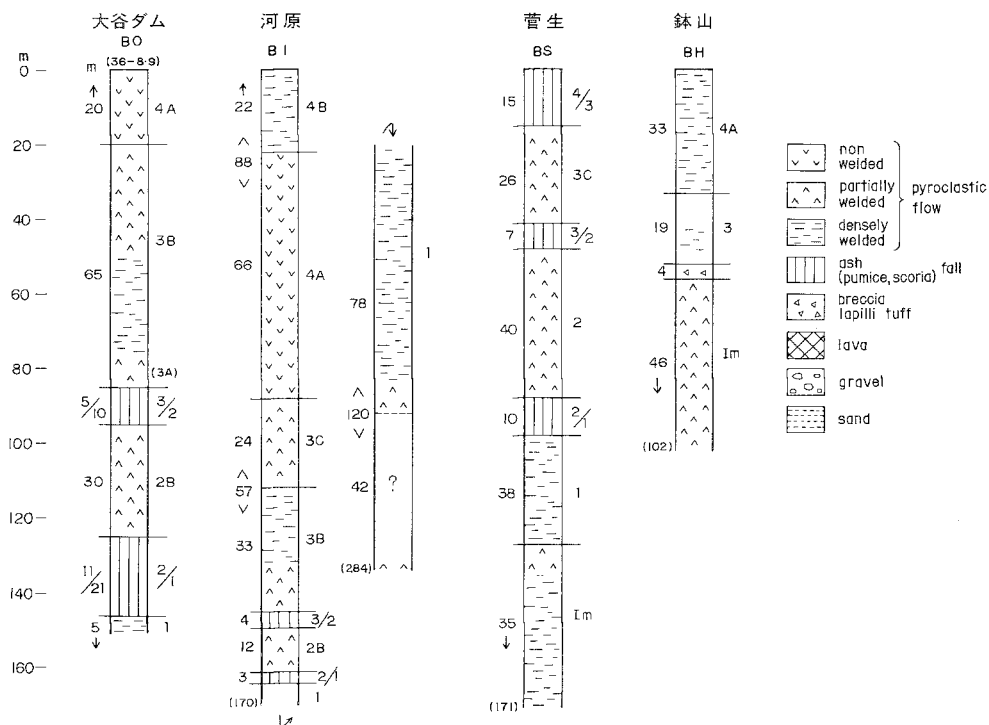 大谷ダム
BO
(36-8·9)
m
0
20
40
60
80
100
120
140
160
m
20
4A
3B
65
(3A)
5/10
3/2
30
2B
11/21
2/1
5
1
河原
BI
22
4B
88
66
4A
24
3C
57
33
3B
4
3/2
12
2B
3
2/1
(170)
1
1
1
78
120
42
?
(284)
菅生
BS
15
4/3
26
3C
7
3/2
40
2
10
2/1
38
1
35
Im
(171)
鉢山
BH
33
4A
19
3
4
46
Im
(102)
non welded
partially welded
densely welded
pyroclastic flow
ash (pumice, scoria) fall
breccia lapilli tuff
lava
gravel
sand